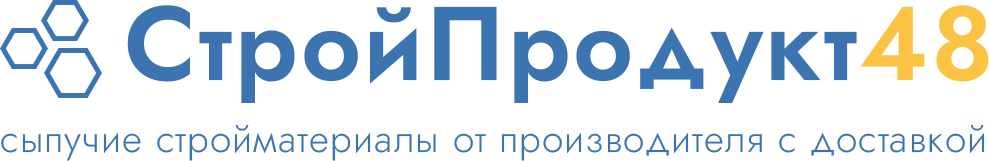 СтройПродукт48
сыпучие стройматериалы от производителя с доставкой